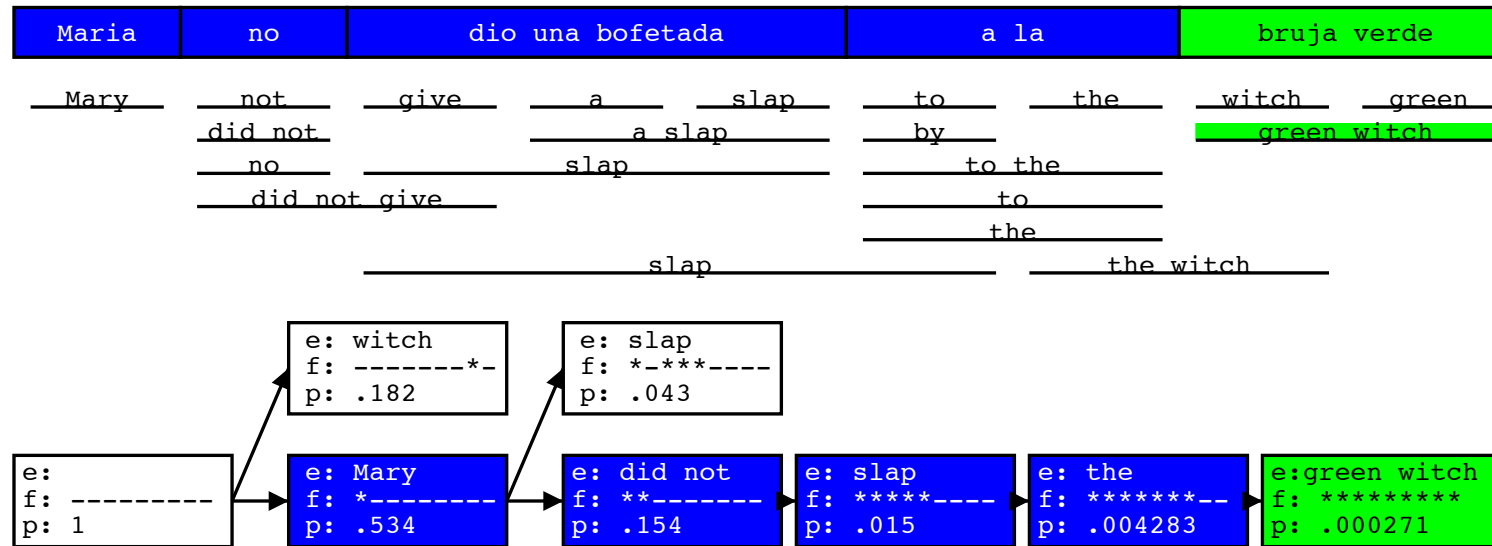 Maria no dio una bofetada a la bruja verde
Mary not give a slap to the witch green
did not a slap by green witch
no slap to the
did not give to
the
slap the witch
e: witch e: slap
f: -------*- f: *-***----
p: .182 p: .043
e: e: Mary e: did not e: slap e: the e:green witch
f: --------- f: *-------- f: **------- f: *****---- f: *******-- f: *********
p: 1 p: .534 p: .154 p: .015 p: .004283 p: .000271